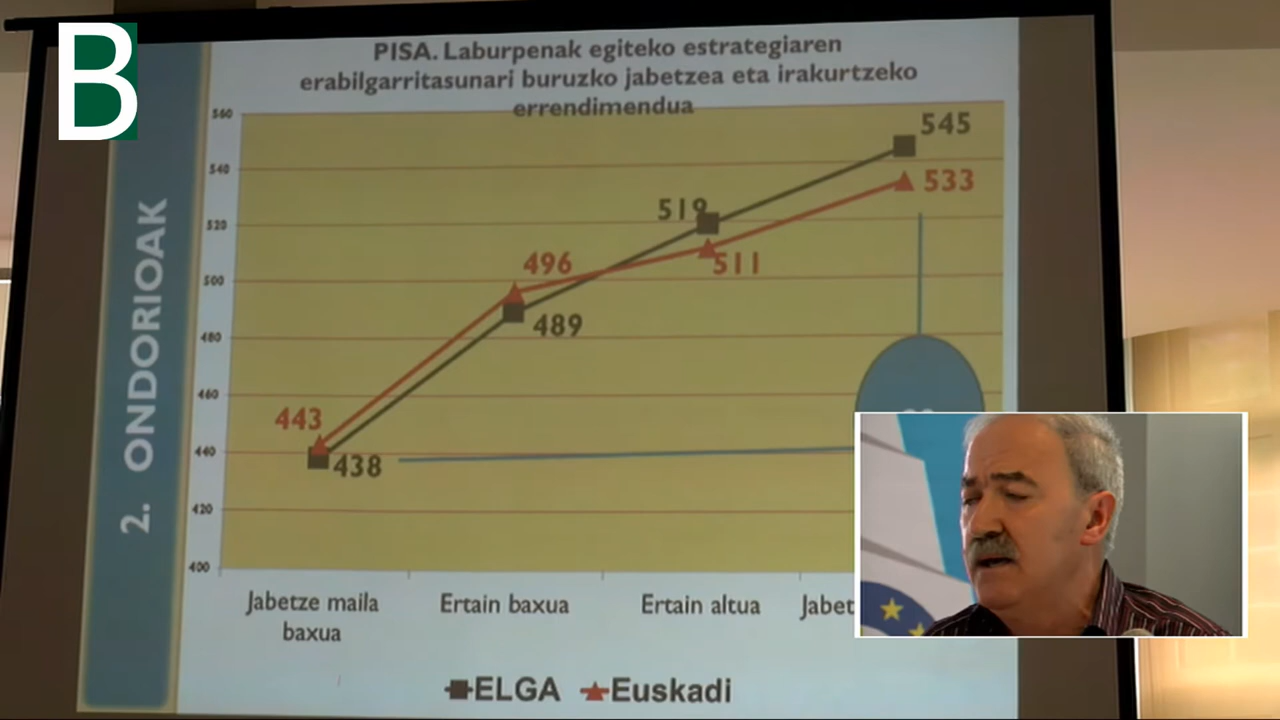 B
PISA. Laburpenak egiteko estrategiaren
erabilgarritasunari buruzko jabetzea eta irakurtzeko
errendimendua
2. ONDORIOAK
560
540
520
500
480
460
440
420
400
443
438
496
489
519
511
545
533
Jabetze maila
baxua
Ertain baxua
Ertain altua
ELGA
Euskadi